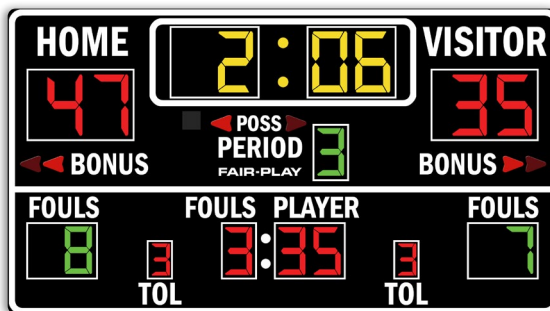 HOME 2:06 VISITOR
47 35
POSS
PERIOD 3
BONUS BONUS
FAIR-PLAY
FOULS FOULS PLAYER FOULS
8 3 3:35 3 7
TOL TOL